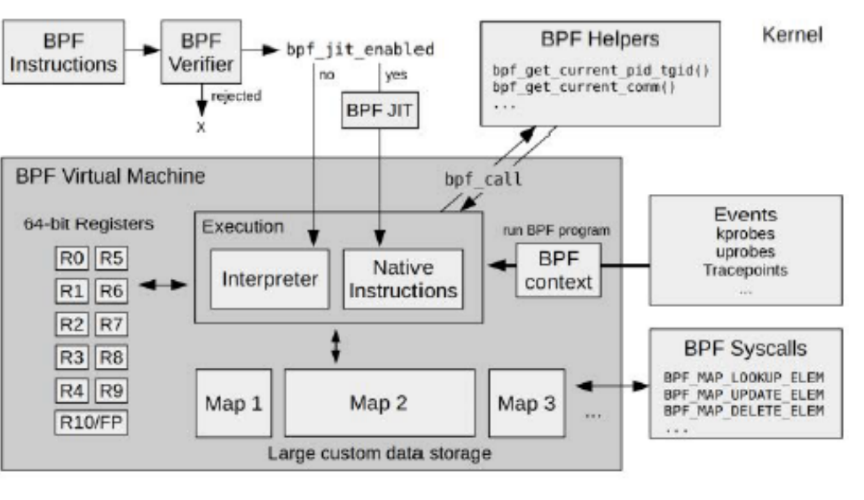 BPF
Instructions
BPF
Verifier
rejected
X
bpf_jit_enabled
no
yes
BPF JIT
BPF Helpers
bpf_get_current_pid_tgid()
bpf_get_current_comm()
...
Kernel
bpf_call
BPF Virtual Machine
64-bit Registers
R0 R5
R1 R6
R2 R7
R3 R8
R4 R9
R10/FP
Execution
Interpreter
Native
Instructions
run BPF program
BPF
context
Events
kprobes
uprobes
Tracepoints
...
Map 1
Map 2
Map 3
...
Large custom data storage
BPF Syscalls
BPF_MAP_LOOKUP_ELEM
BPF_MAP_UPDATE_ELEM
BPF_MAP_DELETE_ELEM
...